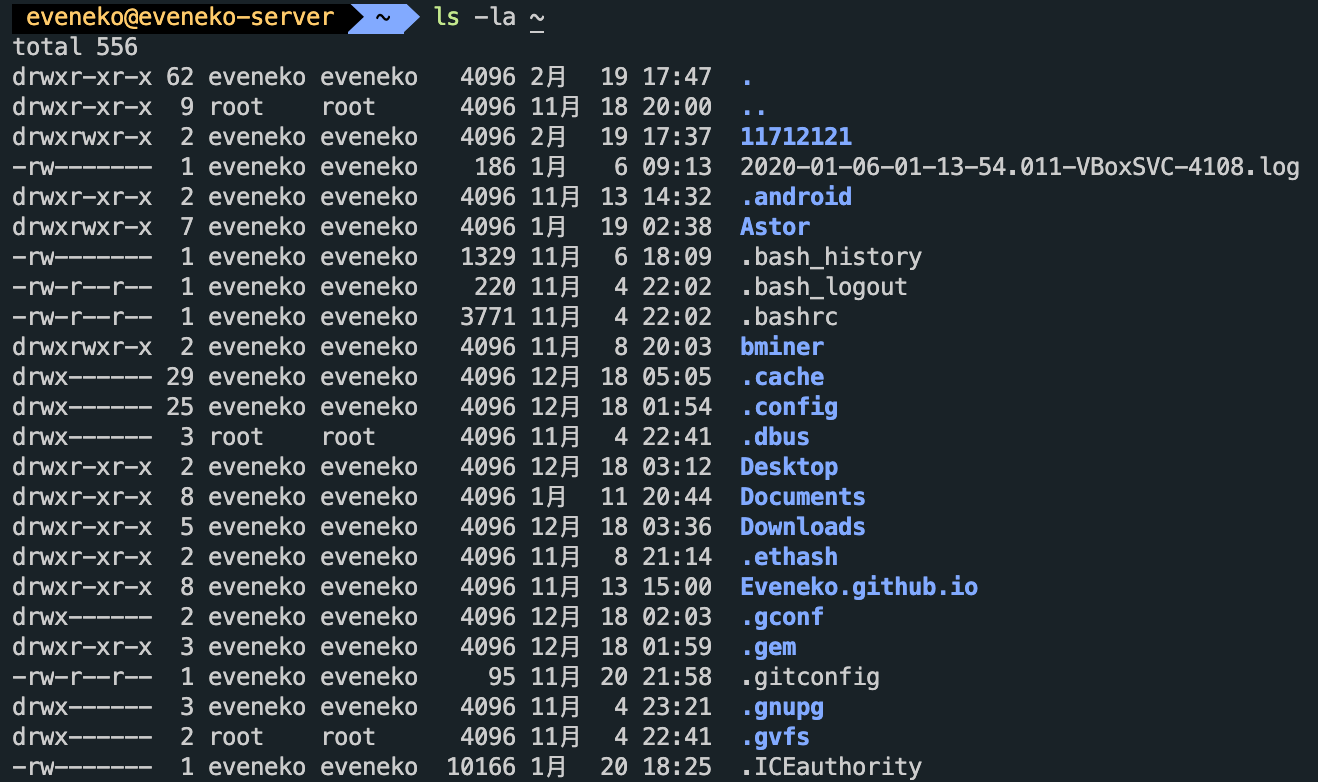 eveneko@eveneko-server ~ ls -la ~
total 556
drwxr-xr-x 62 eveneko eveneko 4096 2月 19 17:47 .
drwxr-xr-x 9 root root 4096 11月 18 20:00 ..
drwxrwxr-x 2 eveneko eveneko 4096 2月 19 17:37 11712121
-rw------- 1 eveneko eveneko 186 1月 6 09:13 2020-01-06-01-13-54.011-VBoxSVC-4108.log
drwxr-xr-x 2 eveneko eveneko 4096 11月 13 14:32 .android
drwxrwxr-x 7 eveneko eveneko 4096 1月 19 02:38 Astor
-rw------- 1 eveneko eveneko 1329 11月 6 18:09 .bash_history
-rw-r--r-- 1 eveneko eveneko 220 11月 4 22:02 .bash_logout
-rw-r--r-- 1 eveneko eveneko 3771 11月 4 22:02 .bashrc
drwxrwxr-x 2 eveneko eveneko 4096 11月 8 20:03 bminer
drwx------ 29 eveneko eveneko 4096 12月 18 05:05 .cache
drwx------ 25 eveneko eveneko 4096 12月 18 01:54 .config
drwx------ 3 root root 4096 11月 4 22:41 .dbus
drwxr-xr-x 2 eveneko eveneko 4096 12月 18 03:12 Desktop
drwxr-xr-x 8 eveneko eveneko 4096 1月 11 20:44 Documents
drwxr-xr-x 5 eveneko eveneko 4096 12月 18 03:36 Downloads
drwxr-xr-x 2 eveneko eveneko 4096 11月 8 21:14 .ethash
drwxr-xr-x 8 eveneko eveneko 4096 11月 13 15:00 Eveneko.github.io
drwx------ 2 eveneko eveneko 4096 12月 18 02:03 .gconf
drwxr-xr-x 3 eveneko eveneko 4096 12月 18 01:59 .gem
-rw-r--r-- 1 eveneko eveneko 95 11月 20 21:58 .gitconfig
drwx------ 3 eveneko eveneko 4096 11月 4 23:21 .gnupg
drwx------ 2 root root 4096 11月 4 22:41 .gvfs
-rw------- 1 eveneko eveneko 10166 1月 20 18:25 .ICEauthority